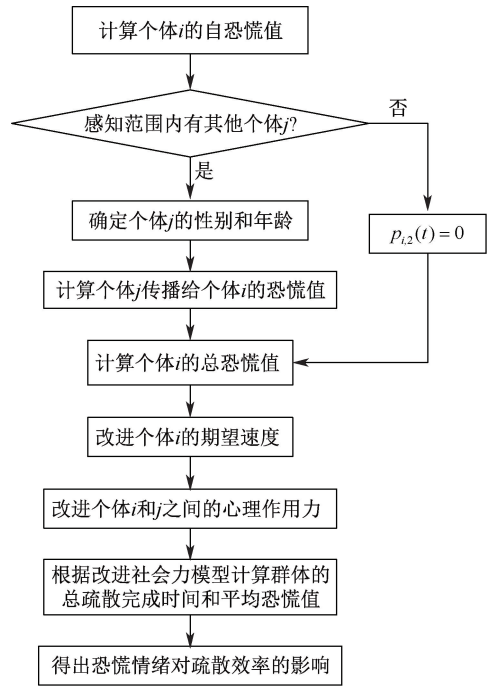 计算个体i的自恐慌值
感知范围内有其他个体j?
否
是
确定个体j的性别和年龄
p_{i,2}(t)=0
计算个体j传播给个体i的恐慌值
计算个体i的总恐慌值
改进个体i的期望速度
改进个体i和j之间的心理作用力
根据改进社会力模型计算群体的
总疏散完成时间和平均恐慌值
得出恐慌情绪对疏散效率的影响